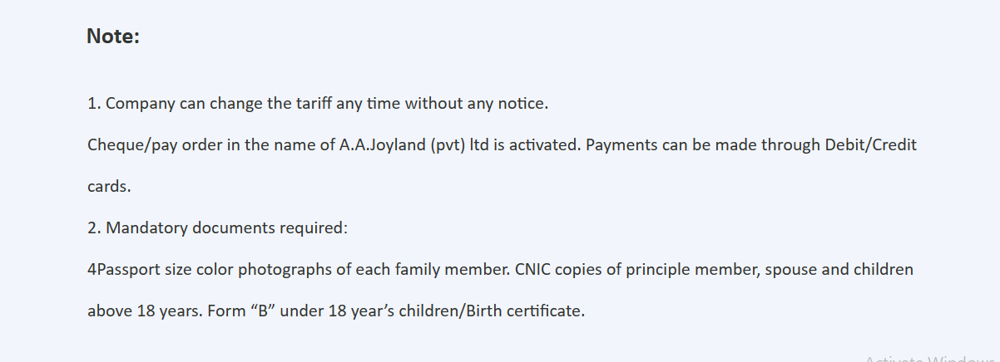 Note:
1. Company can change the tariff any time without any notice.
Cheque/pay order in the name of A.A.Joyland (pvt) ltd is activated. Payments can be made through Debit/Credit
cards.
2. Mandatory documents required:
4Passport size color photographs of each family member. CNIC copies of principle member, spouse and children
above 18 years. Form “B” under 18 year’s children/Birth certificate.
Activate Windows